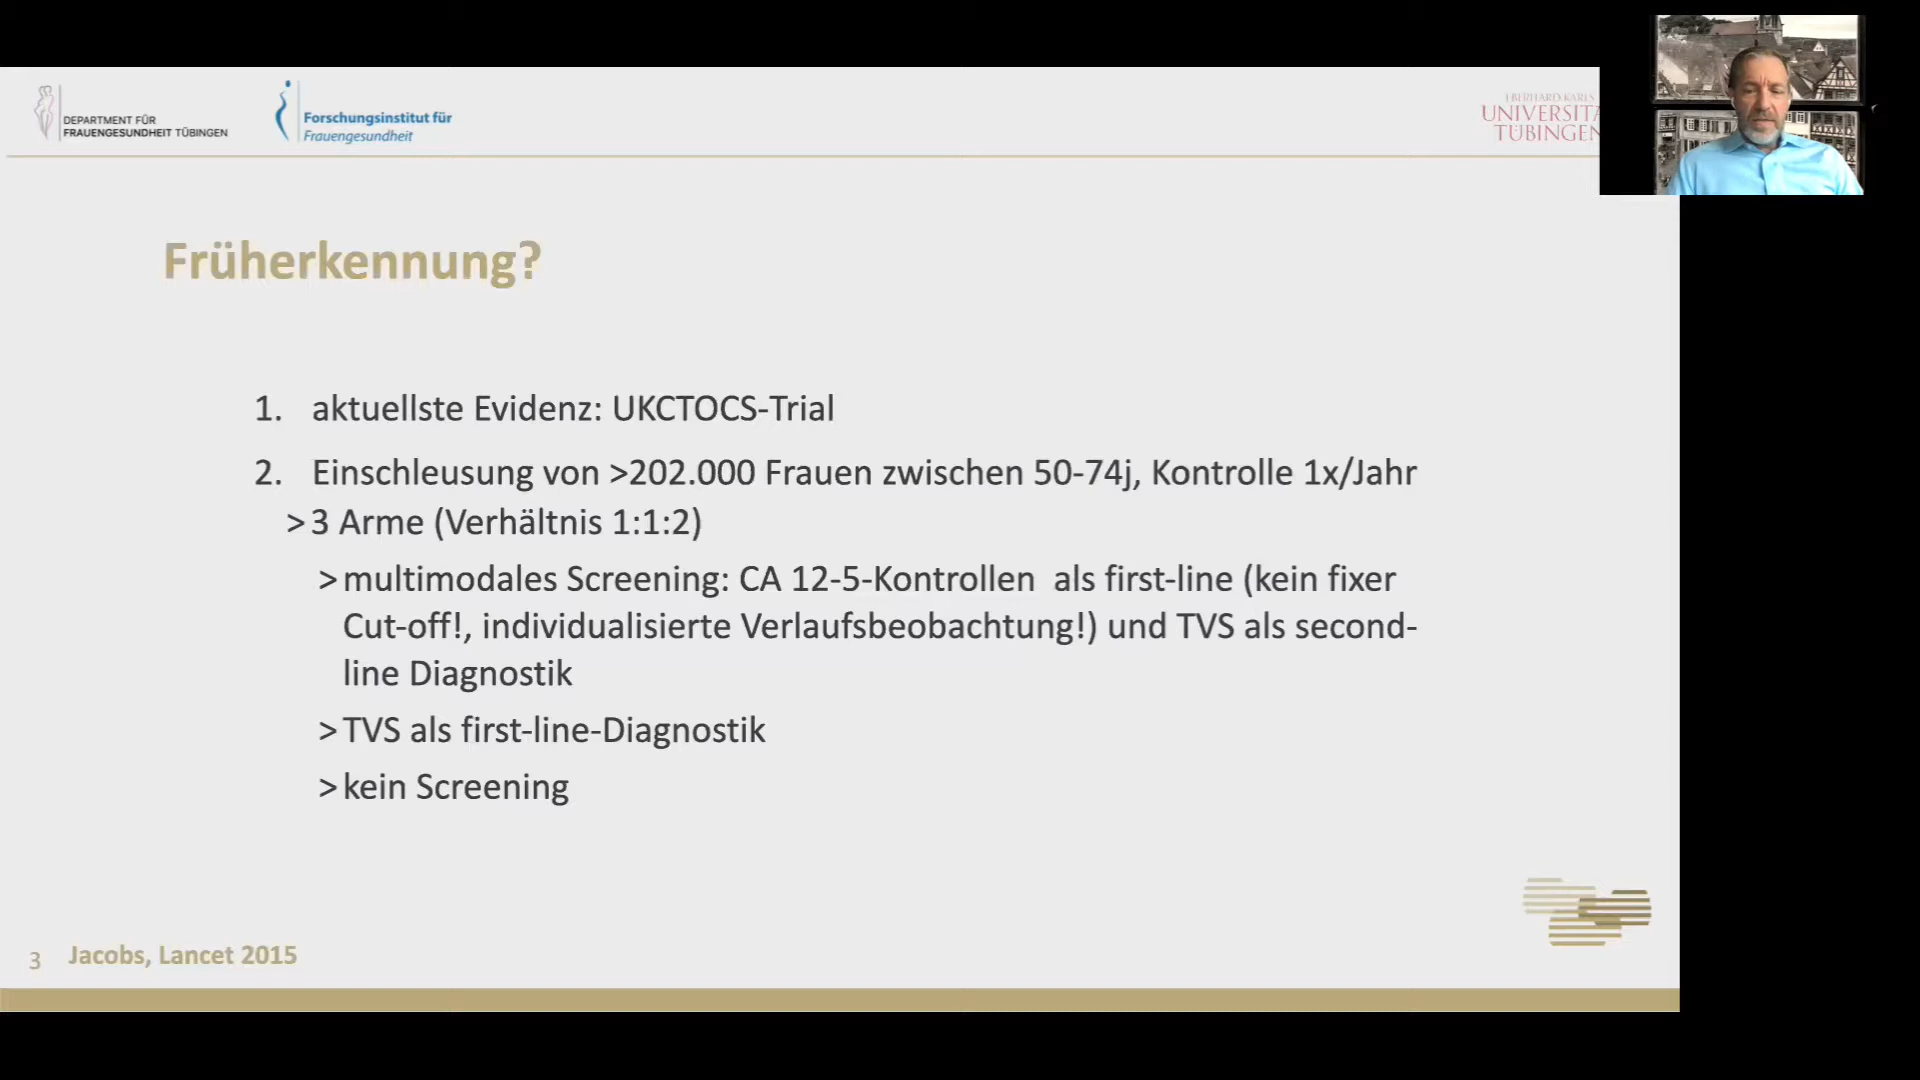 DEPARTMENT FÜR
FRAUENGESUNDHEIT TÜBINGEN
Forschungsinstitut für
Frauengesundheit
EBERHARD KARLS
UNIVERSITÄ
TÜBINGEN
Früherkennung?
1. aktuellste Evidenz: UKCTOCS-Trial
2. Einschleusung von >202.000 Frauen zwischen 50-74j, Kontrolle 1x/Jahr
> 3 Arme (Verhältnis 1:1:2)
> multimodales Screening: CA 12-5-Kontrollen als first-line (kein fixer
Cut-off!, individualisierte Verlaufsbeobachtung!) und TVS als second-
line Diagnostik
> TVS als first-line-Diagnostik
> kein Screening
3 Jacobs, Lancet 2015